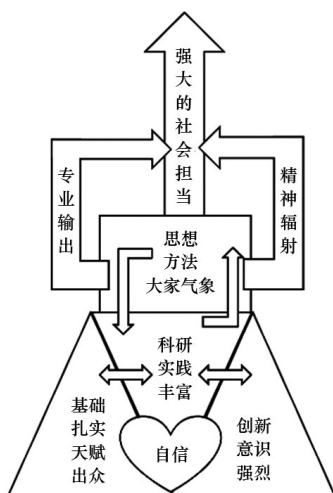 强大的社会担当
专业输出
精神辐射
思想
方法
大家气象
科研
实践
丰富
基础
扎实
天赋
出众
创新
意识
强烈
自信